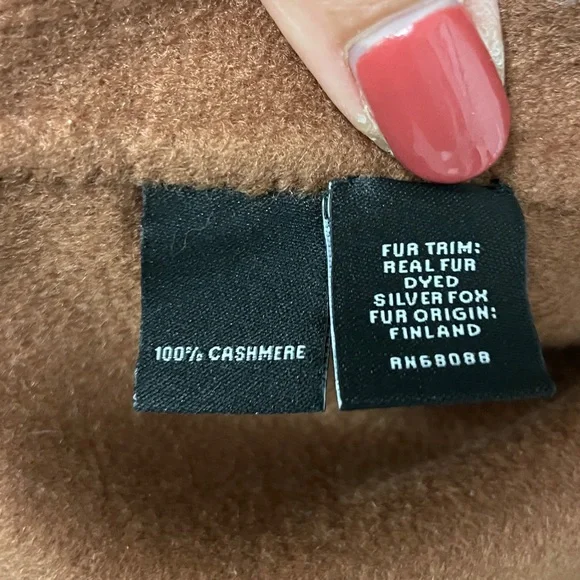 100% CASHMERE
FUR TRIM:
REAL FUR
DYED
SILVER FOX
FUR ORIGIN:
FINLAND
RN68088